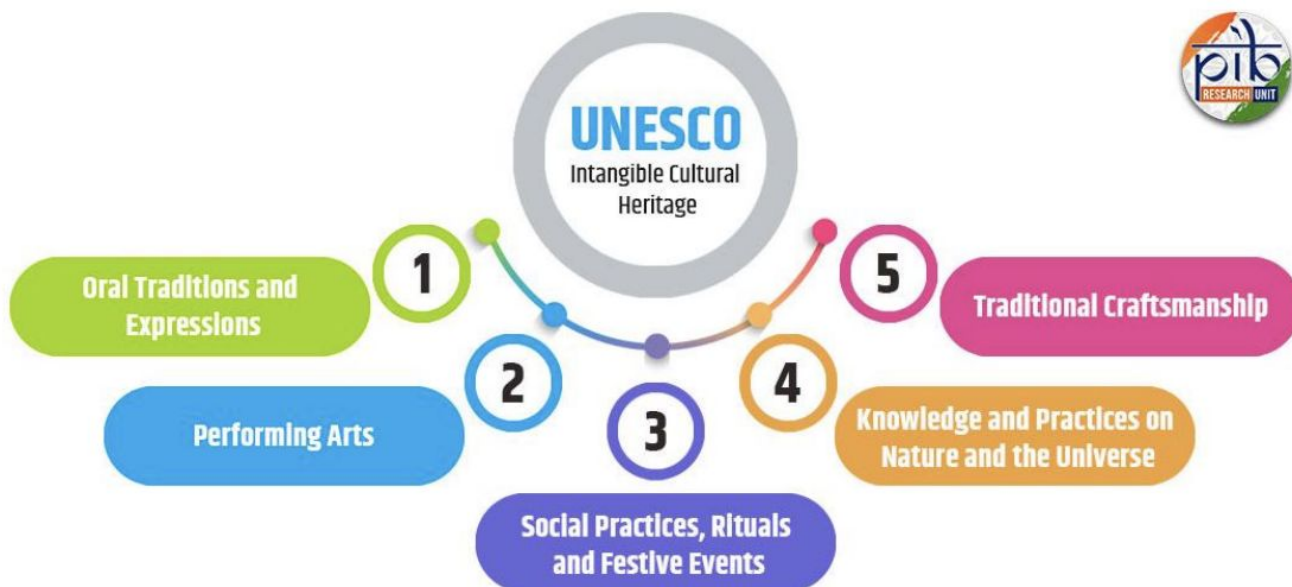 UNESCO
Intangible Cultural
Heritage
pib
RESEARCH UNIT
1
Oral Traditions and
Expressions
2
Performing Arts
3
Social Practices, Rituals
and Festive Events
4
Knowledge and Practices on
Nature and the Universe
5
Traditional Craftsmanship